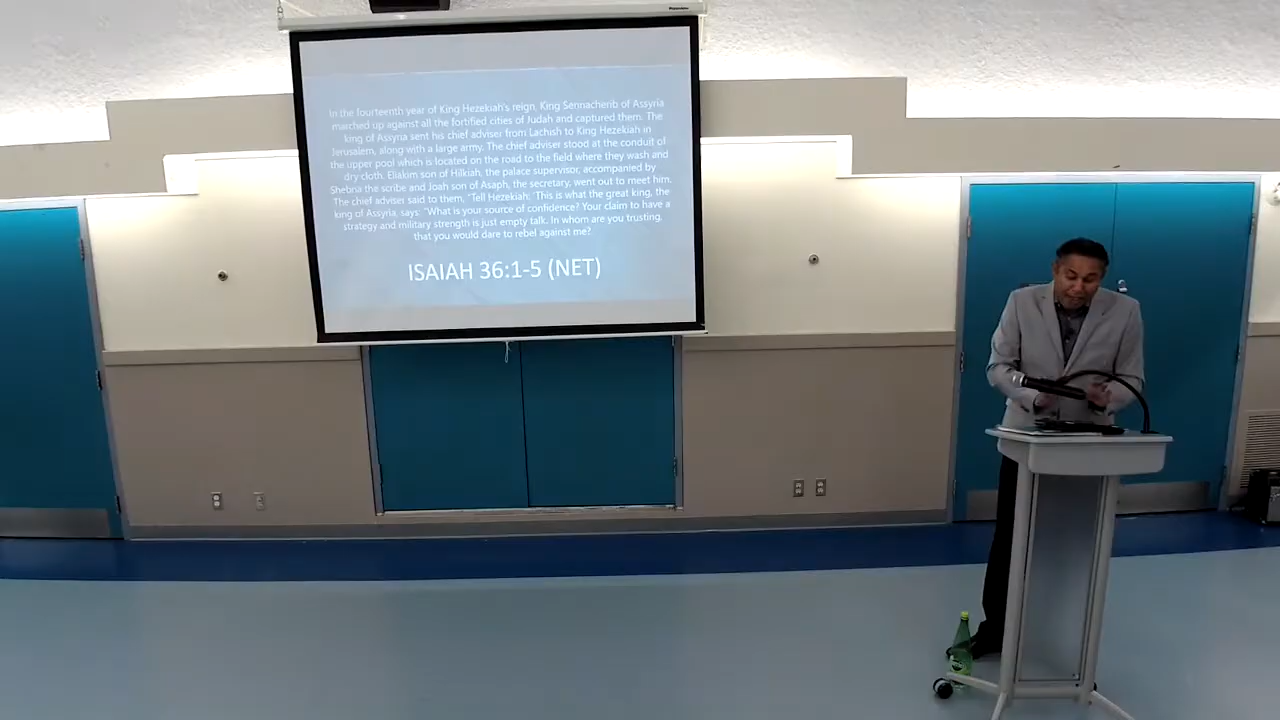 In the fourteenth year of King Hezekiah's reign, King Sennacherib of Assyria
marched up against all the fortified cities of Judah and captured them. The
king of Assyria sent his chief adviser from Lachish to King Hezekiah in
Jerusalem, along with a large army. The chief adviser stood at the conduit of
the upper pool which is located on the road to the field where they wash and
dry cloth. Eliakim son of Hilkiah, the palace supervisor, accompanied by
Shebna the scribe and Joah son of Asaph, the secretary, went out to meet him.
The chief adviser said to them, "Tell Hezekiah: 'This is what the great king, the
king of Assyria, says: "What is your source of confidence? Your claim to have a
strategy and military strength is just empty talk. In whom are you trusting,
that you would dare to rebel against me?
ISAIAH 36:1-5 (NET)